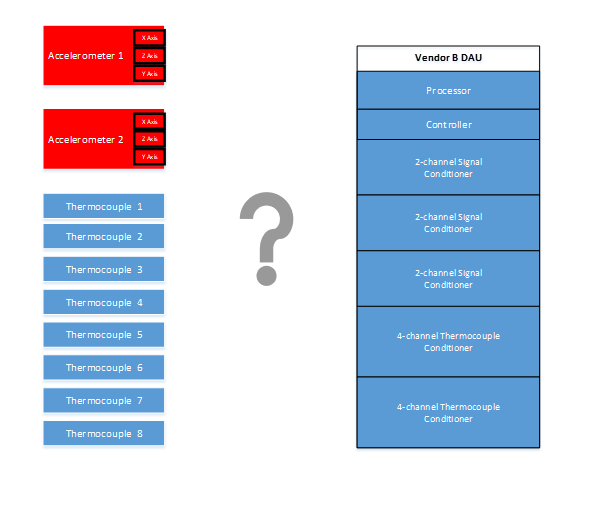 Accelerometer 1
X Axis
Z Axis
Y Axis
Accelerometer 2
X Axis
Z Axis
Y Axis
Thermocouple 1
Thermocouple 2
Thermocouple 3
Thermocouple 4
Thermocouple 5
Thermocouple 6
Thermocouple 7
Thermocouple 8
?
Vendor B DAU
Processor
Controller
2-channel Signal
Conditioner
2-channel Signal
Conditioner
2-channel Signal
Conditioner
4-channel Thermocouple
Conditioner
4-channel Thermocouple
Conditioner